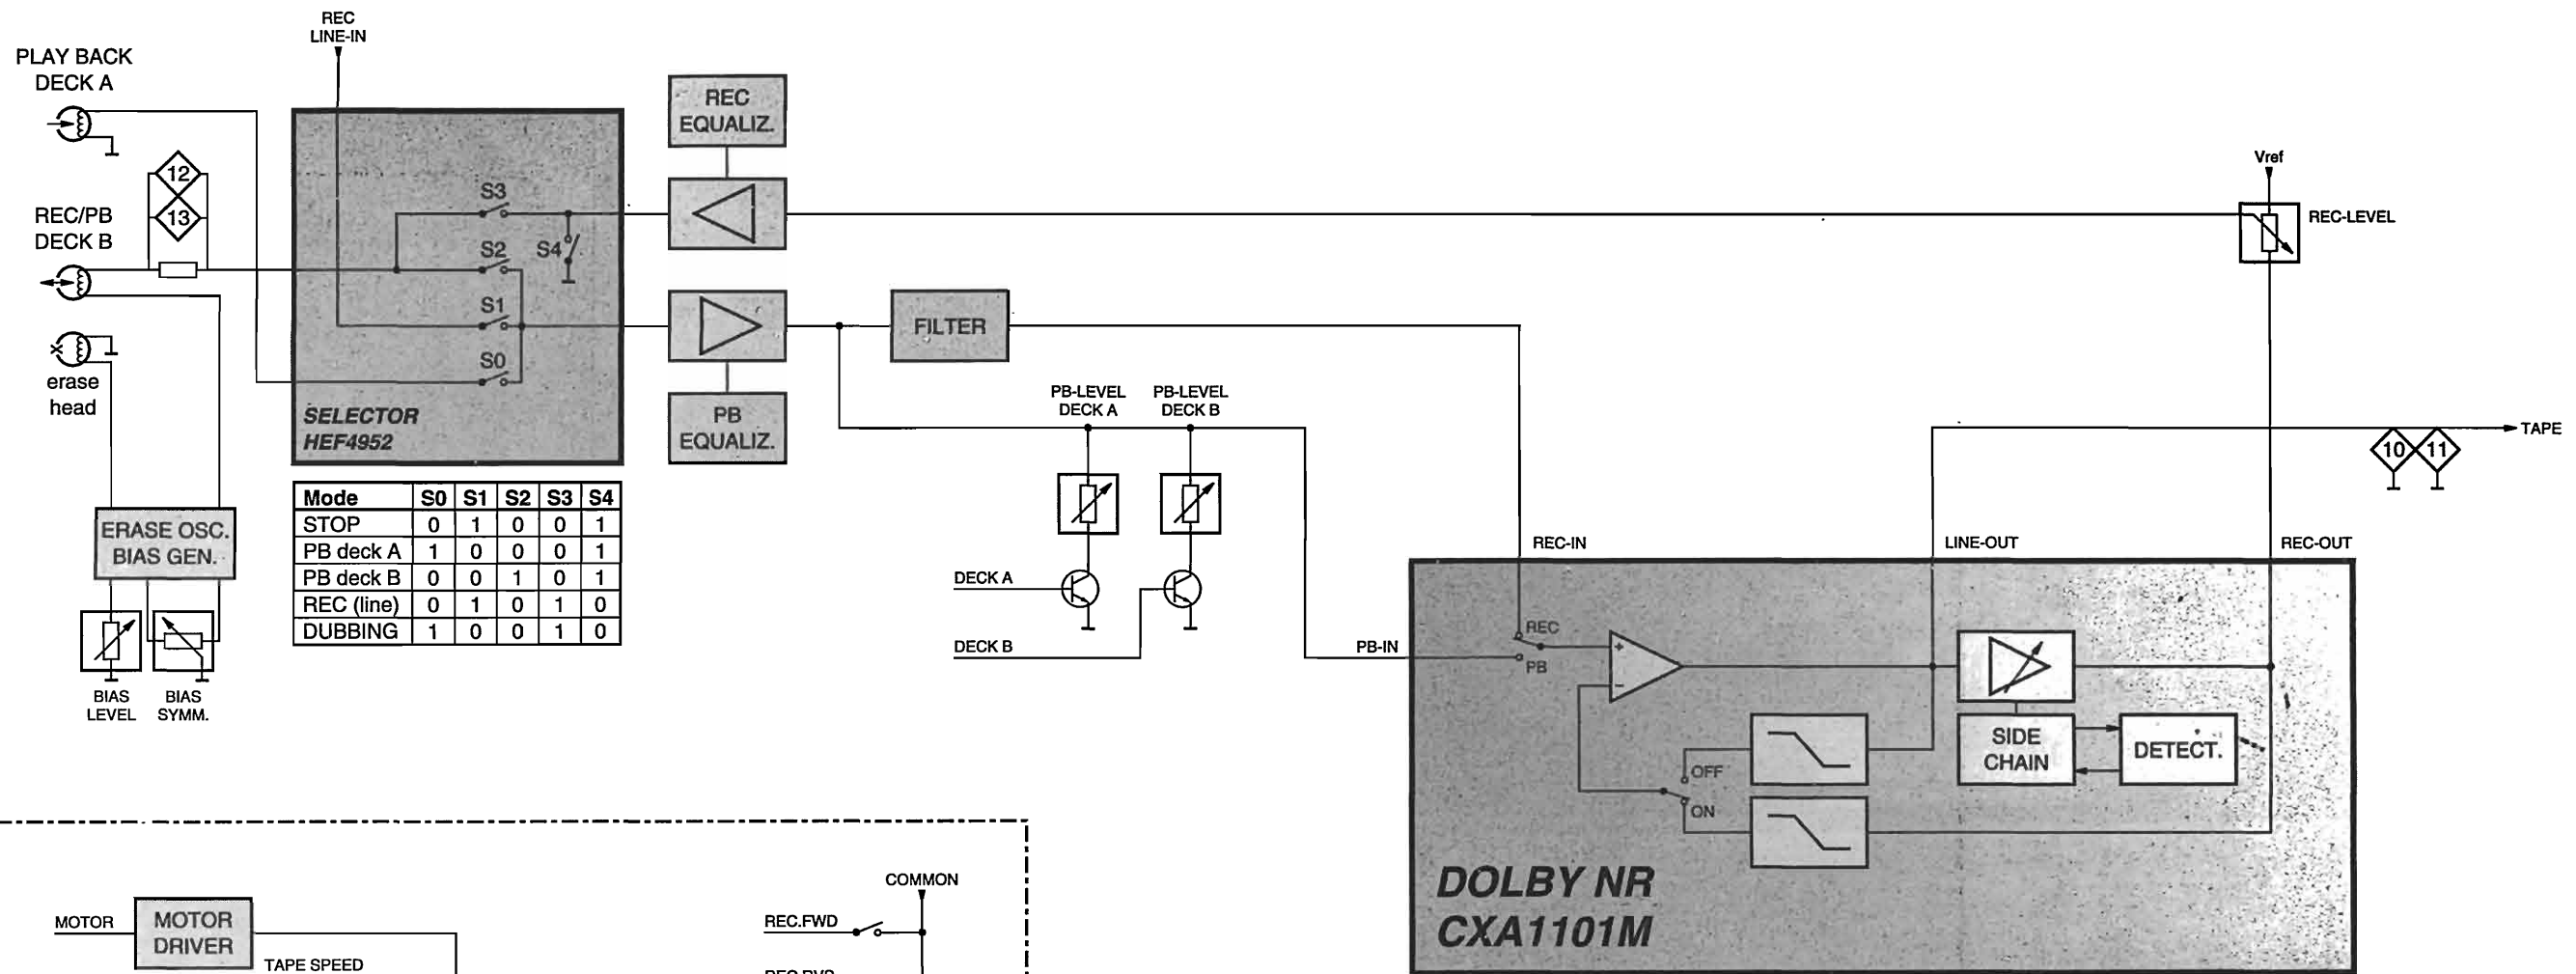 REC
LINE-IN
PLAY BACK
DECK A
REC
EQUALIZ.
12
13
REC/PB
DECK B
S3
S2
S4
S1
S0
SELECTOR
HEF4952
erase
head
PB
EQUALIZ.
FILTER
Vref
REC-LEVEL
PB-LEVEL
DECK A
PB-LEVEL
DECK B
10
11
TAPE
Mode S0 S1 S2 S3 S4
STOP 0 1 0 0 1
PB deck A 1 0 0 0 1
PB deck B 0 0 1 0 1
REC (line) 0 1 0 1 0
DUBBING 1 0 0 1 0
ERASE OSC.
BIAS GEN.
BIAS
LEVEL
BIAS
SYMM.
DECK A
DECK B
REC-IN
LINE-OUT
REC-OUT
PB-IN
REC
PB
+
−
OFF
ON
SIDE
CHAIN
DETECT.
DOLBY NR
CXA1101M
MOTOR
MOTOR
DRIVER
TAPE SPEED
COMMON
REC.FWD